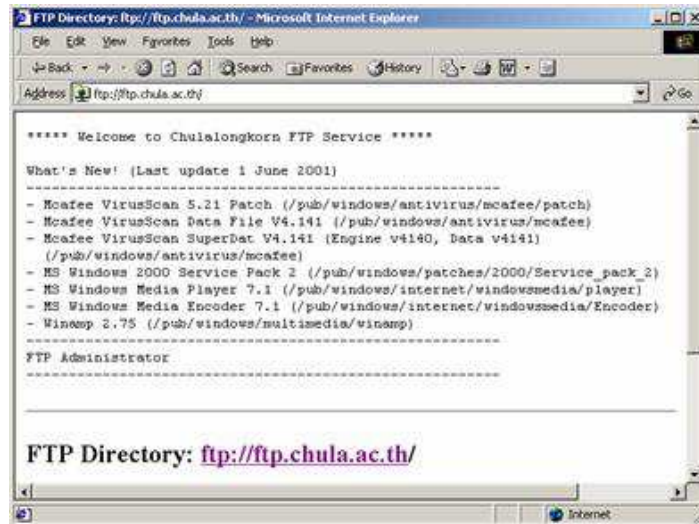 FTP Directory: ftp://ftp.chula.ac.th/ - Microsoft Internet Explorer
File Edit View Favorites Tools Help
Back Search Favorites History
Address ftp://ftp.chula.ac.th/ Go
***** Welcome to Chulalongkorn FTP Service *****
What's New! (Last update 1 June 2001)
------------------------------------------------------------
- Mcafee VirusScan 5.21 Patch (/pub/windows/antivirus/mcafee/patch)
- Mcafee VirusScan Data File V4.141 (/pub/windows/antivirus/mcafee)
- Mcafee VirusScan SuperDat V4.141 (Engine v4140, Data v4141)
(/pub/windows/antivirus/mcafee)
- MS Windows 2000 Service Pack 2 (/pub/windows/patches/2000/Service_pack_2)
- MS Windows Media Player 7.1 (/pub/windows/internet/windowsmedia/player)
- MS Windows Media Encoder 7.1 (/pub/windows/internet/windowsmedia/Encoder)
- Winamp 2.75 (/pub/windows/multimedia/winamp)
------------------------------------------------------------
FTP Administrator
------------------------------------------------------------
FTP Directory: ftp://ftp.chula.ac.th/
Internet